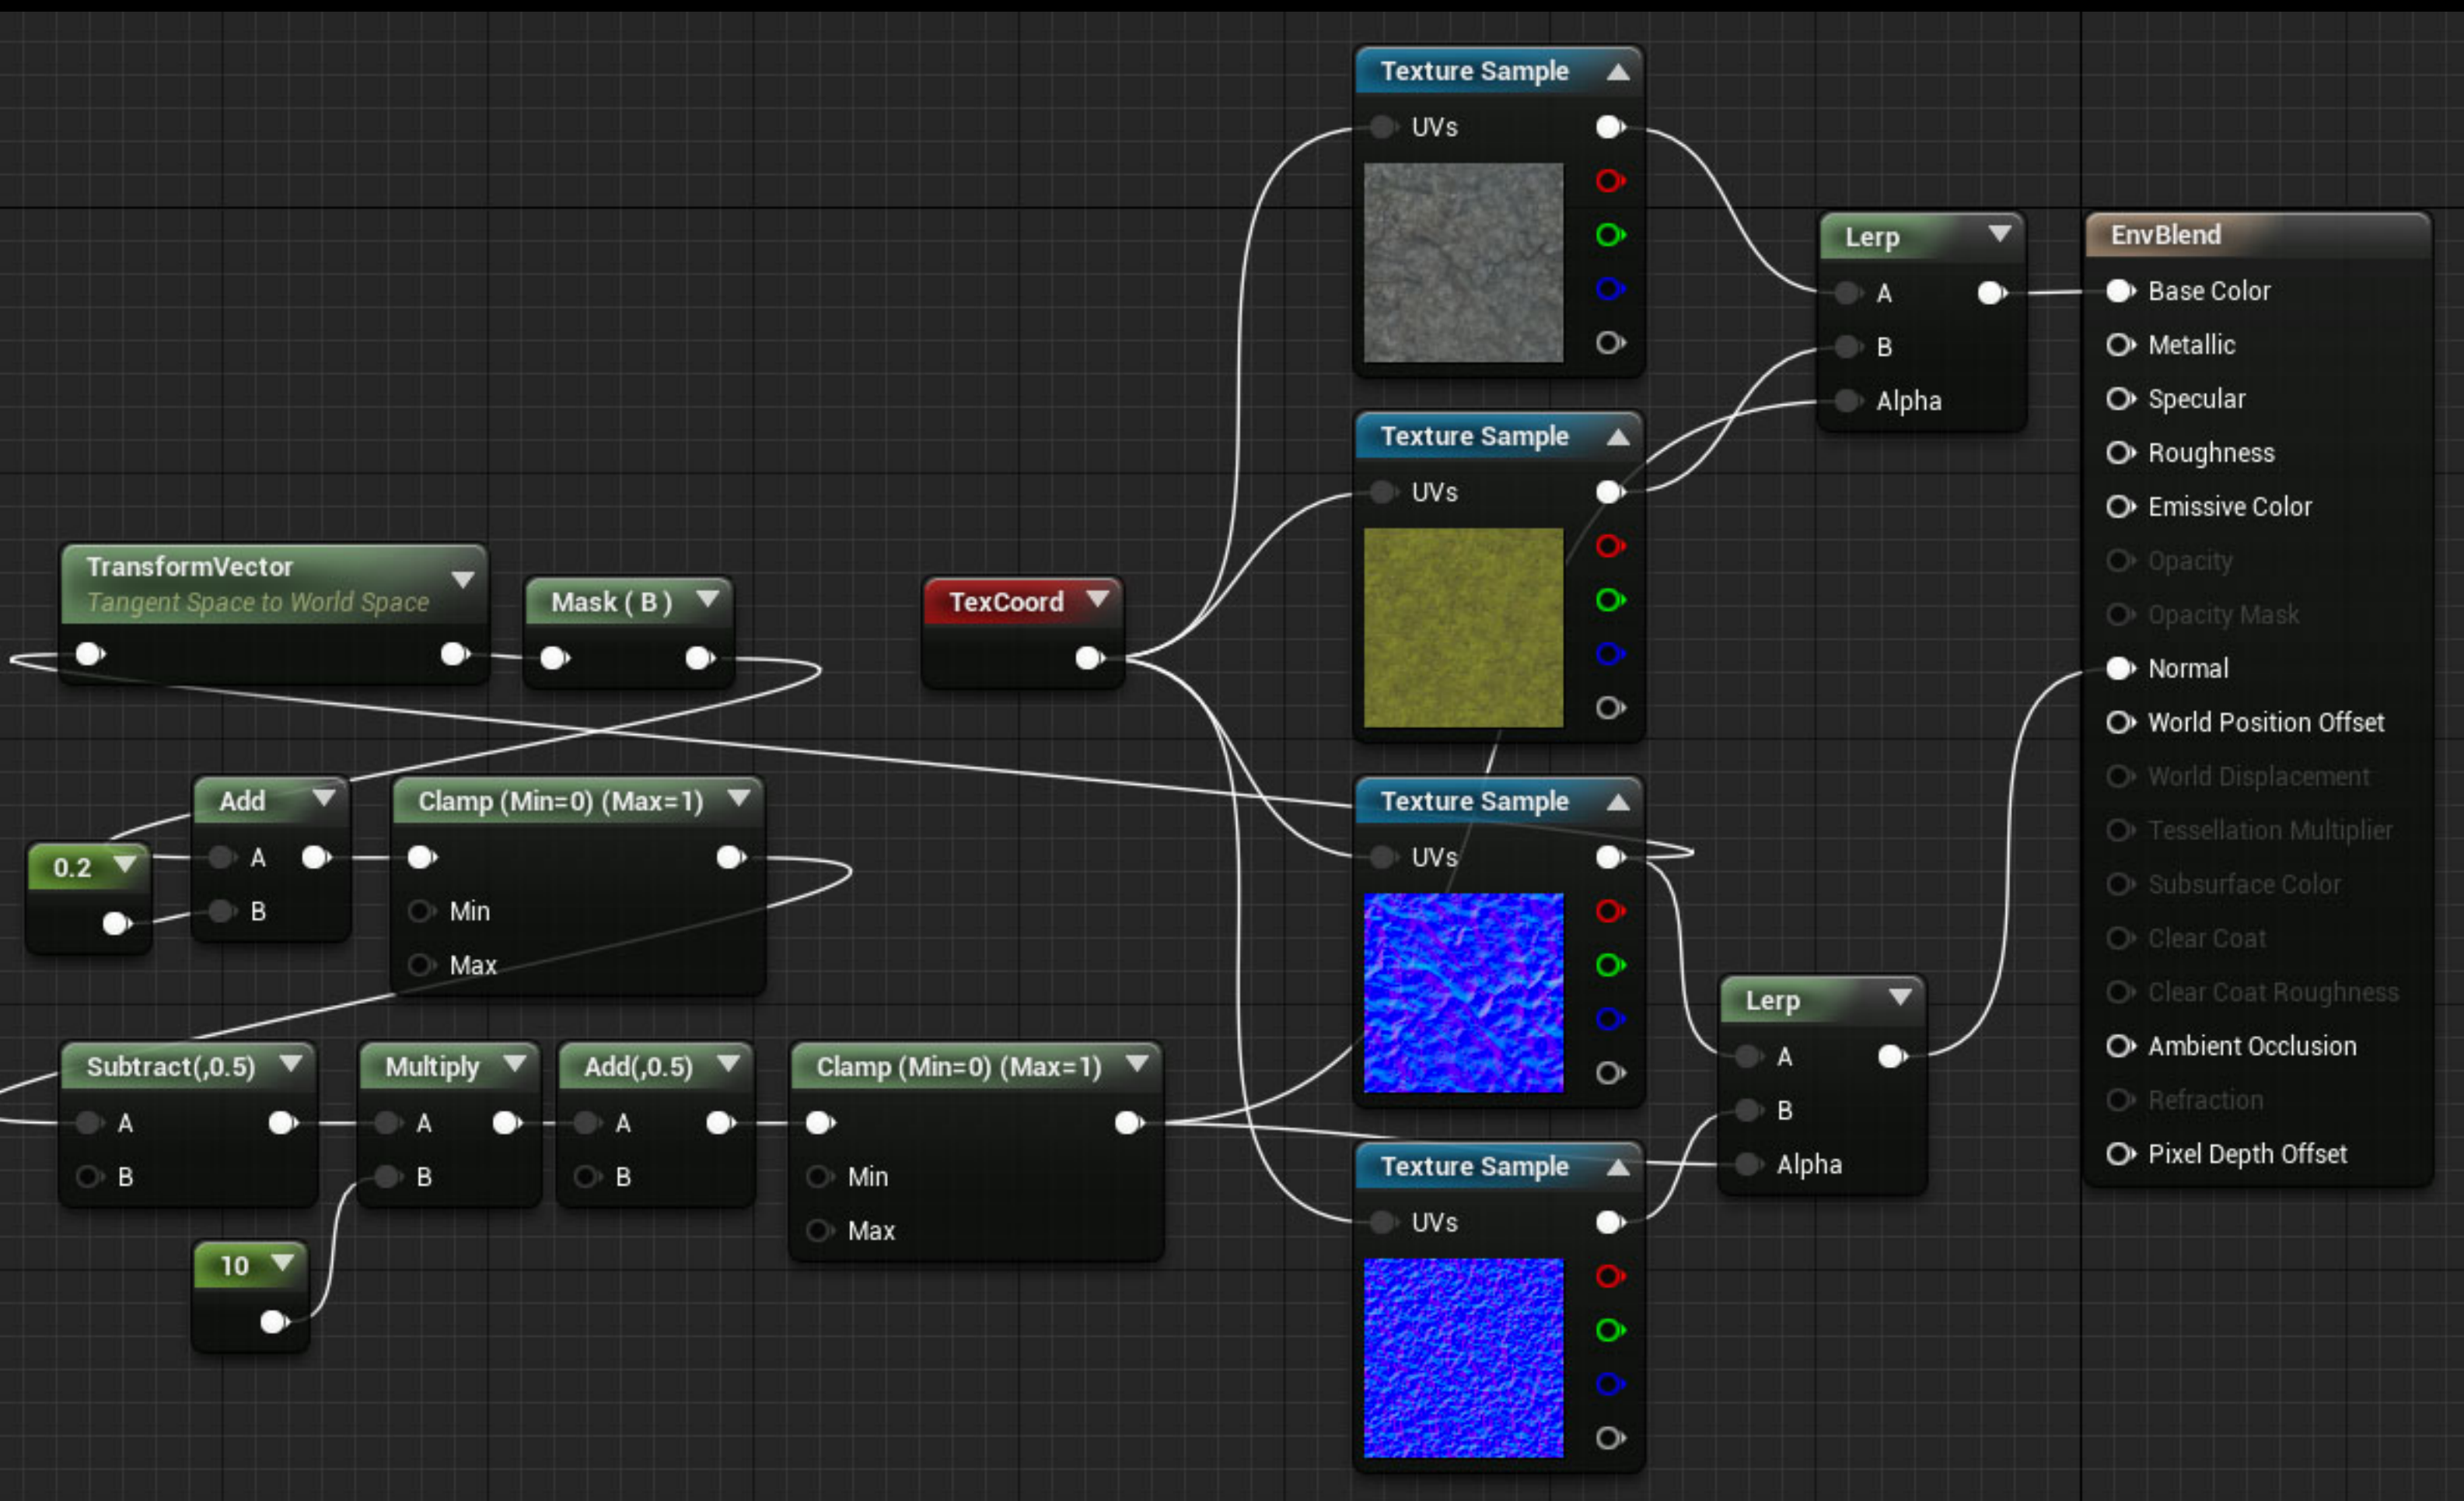 Texture Sample
UVs
Lerp
A
B
Alpha
EnvBlend
Base Color
Metallic
Specular
Roughness
Emissive Color
Opacity
Opacity Mask
Normal
World Position Offset
World Displacement
Tessellation Multiplier
Subsurface Color
Clear Coat
Clear Coat Roughness
Ambient Occlusion
Refraction
Pixel Depth Offset
Texture Sample
UVs
TransformVector
Tangent Space to World Space
Mask ( B )
TexCoord
Texture Sample
UVs
Add
A
B
0.2
Clamp (Min=0) (Max=1)
Min
Max
Lerp
A
B
Alpha
Subtract(,0.5)
A
B
Multiply
A
B
Add(,0.5)
A
B
Clamp (Min=0) (Max=1)
Min
Max
Texture Sample
UVs
10